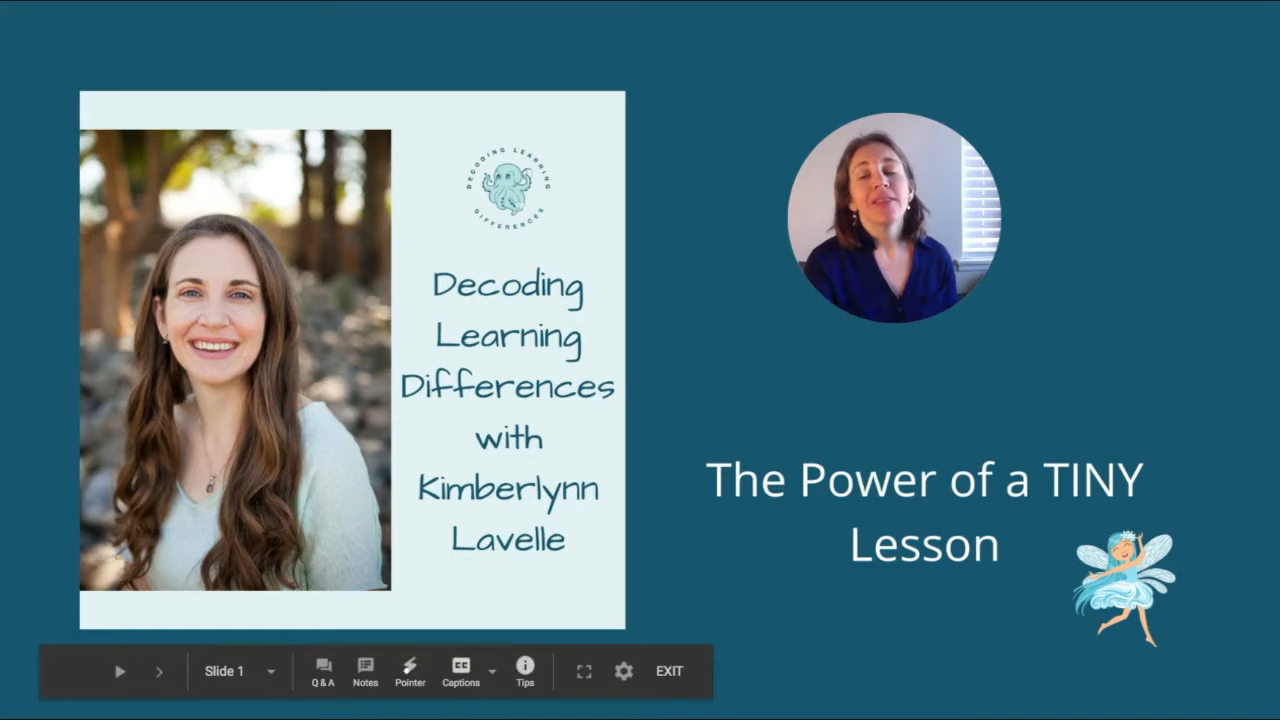 DECODING LEARNING
DIFFERENCES
Decoding
Learning
Differences
with
Kimberlynn
Lavelle
The Power of a TINY
Lesson
Slide 1
Q & A
Notes
Pointer
CC
Captions
Tips
EXIT